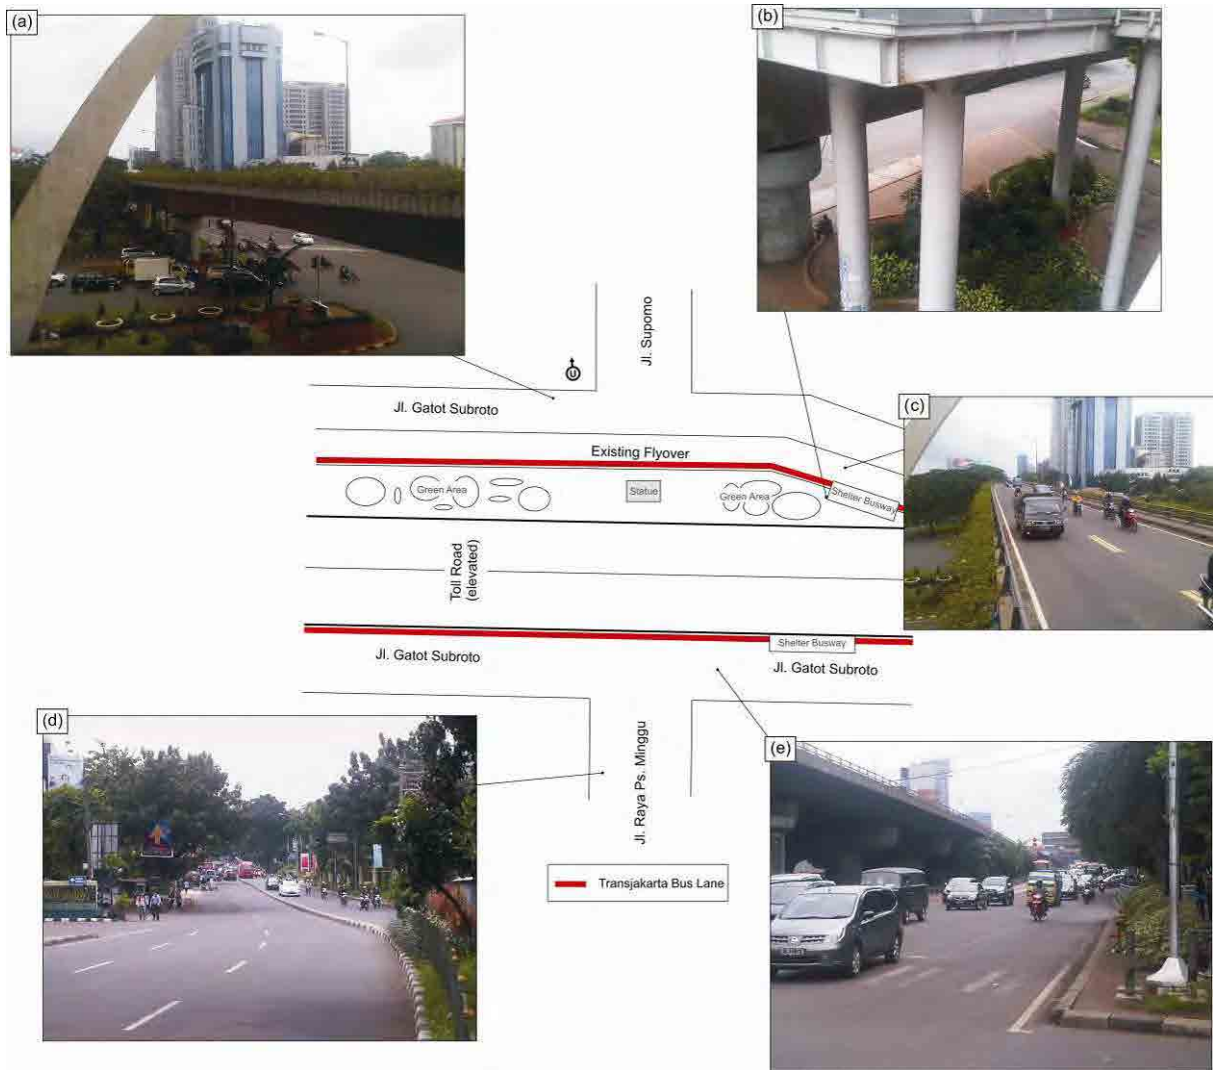 (a)
(b)
Jl. Supomo
U
Jl. Gatot Subroto
(c)
Existing Flyover
Green Area
Statue
Green Area
Shelter Busway
Toll Road
(elevated)
Shelter Busway
Jl. Gatot Subroto
Jl. Gatot Subroto
(d)
(e)
Jl. Raya Ps. Minggu
Transjakarta Bus Lane